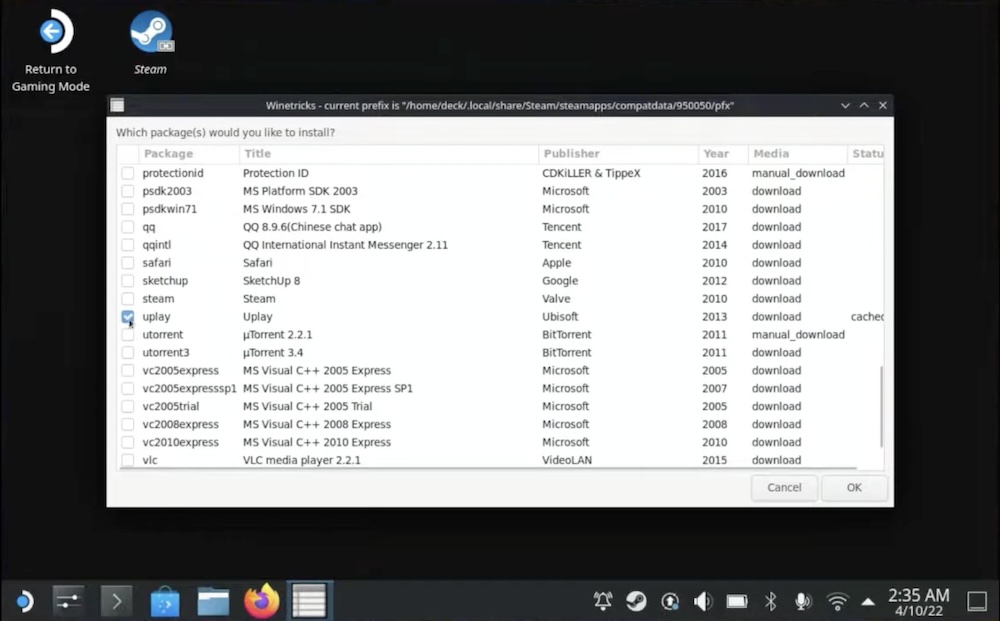 Return to
Gaming Mode
Steam
Winetricks - current prefix is "/home/deck/.local/share/Steam/steamapps/compatdata/950050/pfx"
Which package(s) would you like to install?
Package Title Publisher Year Media Statu
protectionid Protection ID CDKiLLER & TippeX 2016 manual_download
psdk2003 MS Platform SDK 2003 Microsoft 2003 download
psdkwin71 MS Windows 7.1 SDK Microsoft 2010 download
qq QQ 8.9.6(Chinese chat app) Tencent 2017 download
qqintl QQ International Instant Messenger 2.11 Tencent 2014 download
safari Safari Apple 2010 download
sketchup SketchUp 8 Google 2012 download
steam Steam Valve 2010 download
uplay Uplay Ubisoft 2013 download cached
utorrent µTorrent 2.2.1 BitTorrent 2011 manual_download
utorrent3 µTorrent 3.4 BitTorrent 2011 download
vc2005express MS Visual C++ 2005 Express Microsoft 2005 download
vc2005expresssp1 MS Visual C++ 2005 Express SP1 Microsoft 2007 download
vc2005trial MS Visual C++ 2005 Trial Microsoft 2005 download
vc2008express MS Visual C++ 2008 Express Microsoft 2008 download
vc2010express MS Visual C++ 2010 Express Microsoft 2010 download
vlc VLC media player 2.2.1 VideoLAN 2015 download
Cancel OK
2:35 AM
4/10/22